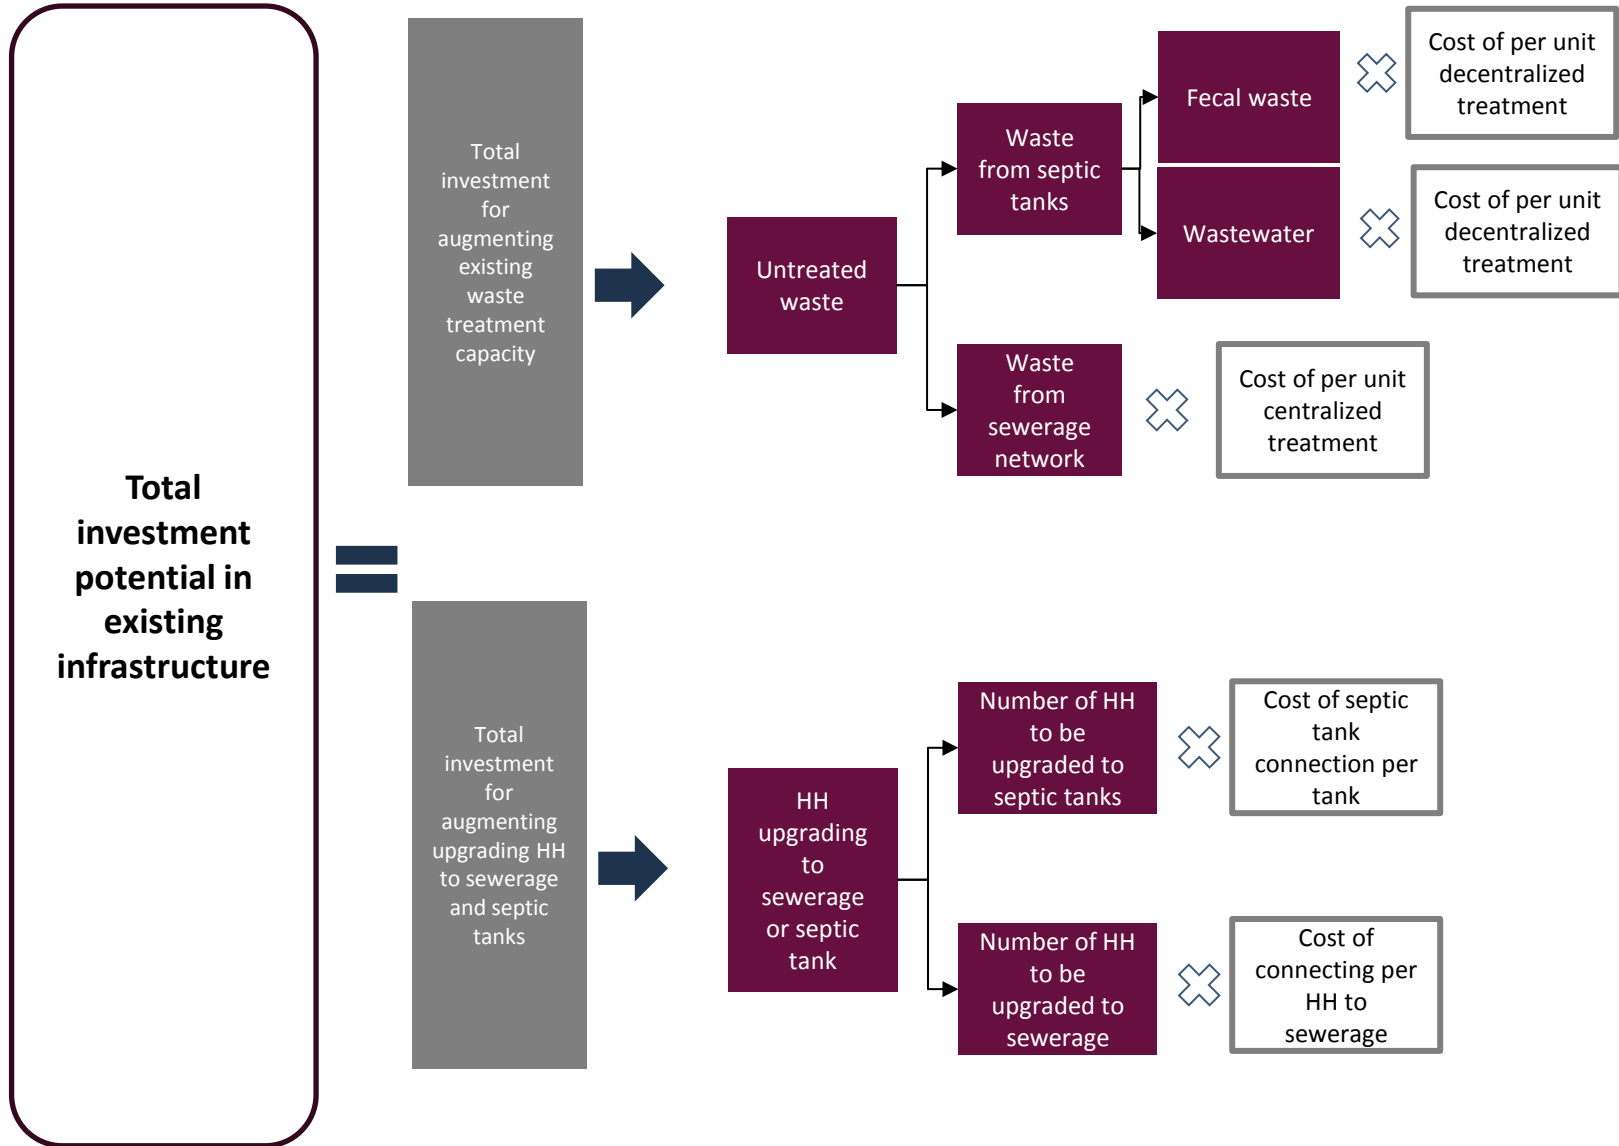 Total
investment
potential in
existing
infrastructure
Total
investment
for
augmenting
existing
waste
treatment
capacity
Untreated
waste
Waste
from septic
tanks
Fecal waste
Cost of per unit
decentralized
treatment
Wastewater
Cost of per unit
decentralized
treatment
Waste
from
sewerage
network
Cost of per unit
centralized
treatment
Total
investment
for
augmenting
upgrading HH
to sewerage
and septic
tanks
HH
upgrading
to
sewerage
or septic
tank
Number of HH
to be
upgraded to
septic tanks
Cost of septic
tank
connection per
tank
Number of HH
to be
upgraded to
sewerage
Cost of
connecting per
HH to
sewerage